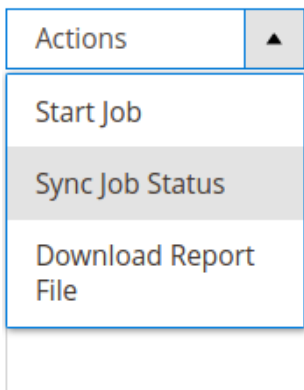 Actions
Start Job
Sync Job Status
Download Report
File